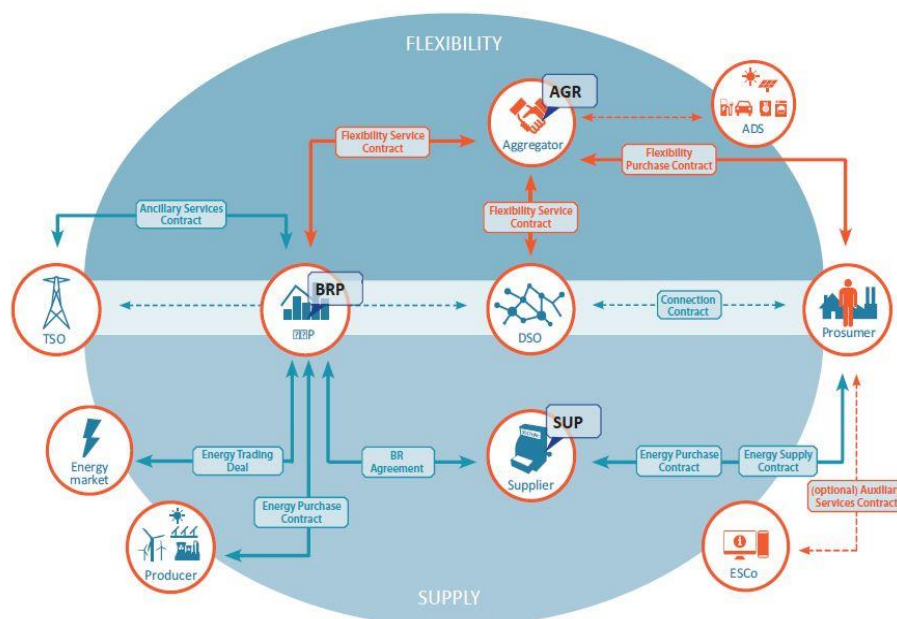 FLEXIBILITY
AGR
Aggregator
ADS
Flexibility Service
Contract
Flexibility
Purchase Contract
Ancillary Services
Contract
Flexibility Service
Contract
TSO
BRP
P
DSO
Connection
Contract
Prosumer
Energy
market
Energy Trading
Deal
BR
Agreement
SUP
Supplier
Energy Purchase
Contract
Energy Supply
Contract
Energy Purchase
Contract
(optional) Auxilian
Services Contract
Producer
ESCo
SUPPLY